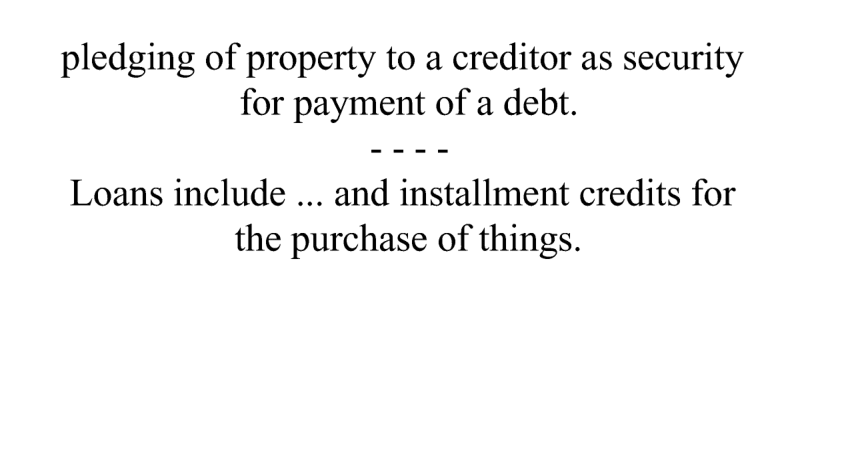 pledging of property to a creditor as security
for payment of a debt.
- - - -
Loans include ... and installment credits for
the purchase of things.